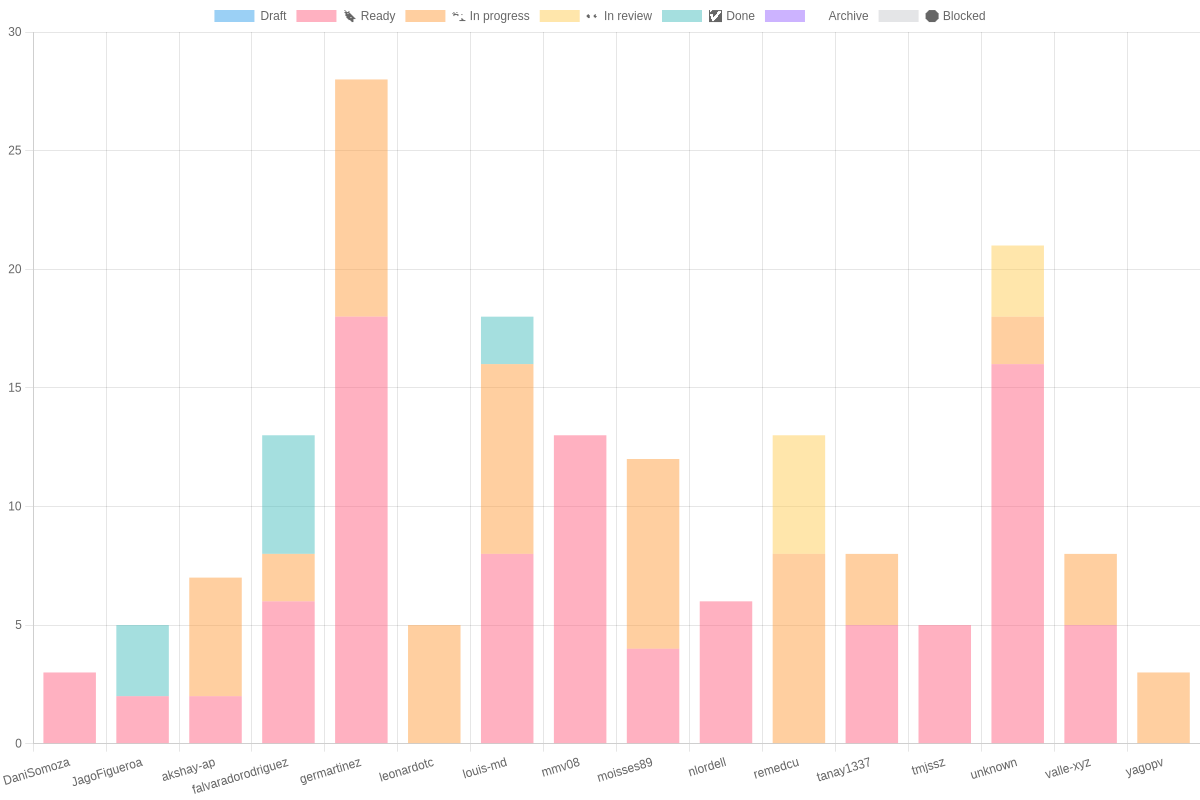 Draft 🔖 Ready 🏗 In progress 👀 In review ✅ Done Archive 🛑 Blocked
30
25
20
15
10
5
0
DaniSomoza
JagoFigueroa
akshay-ap
falvaradorodriguez
germartinez
leonardotc
louis-md
mmv08
moisses89
nlordell
remedcu
tanay1337
tmjssz
unknown
valle-xyz
yagopv